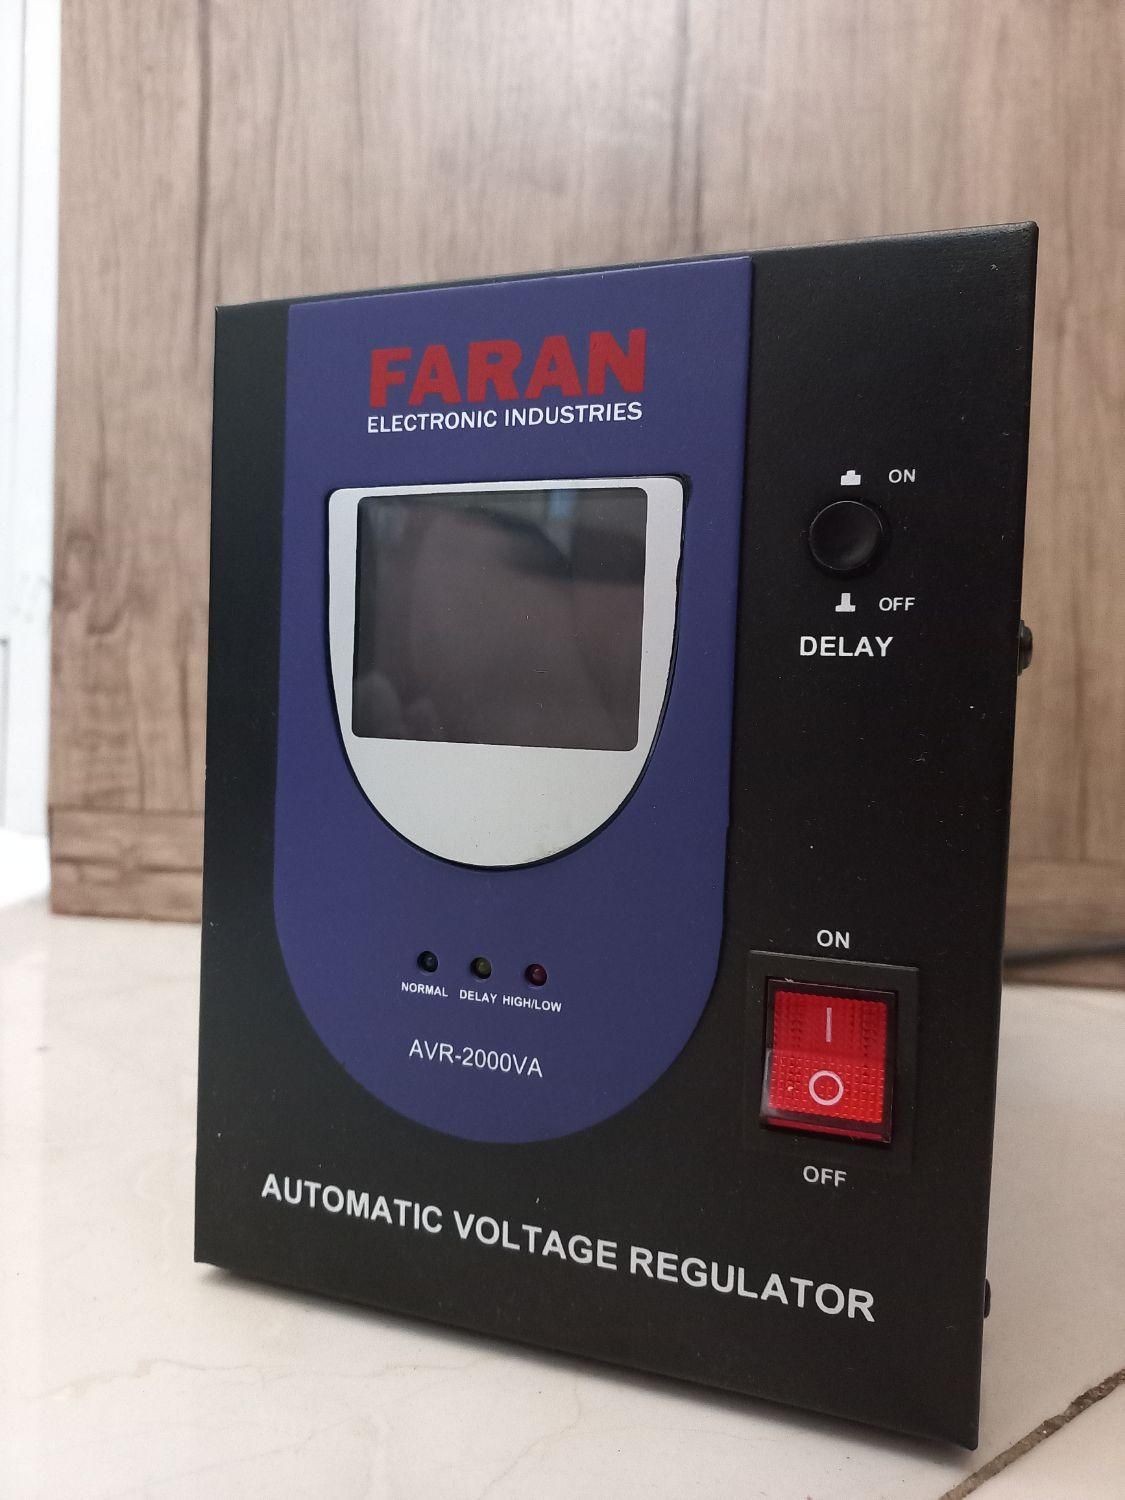 FARAN
ELECTRONIC INDUSTRIES
ON
OFF
DELAY
NORMAL DELAY HIGH/LOW
AVR-2000VA
ON
OFF
AUTOMATIC VOLTAGE REGULATOR